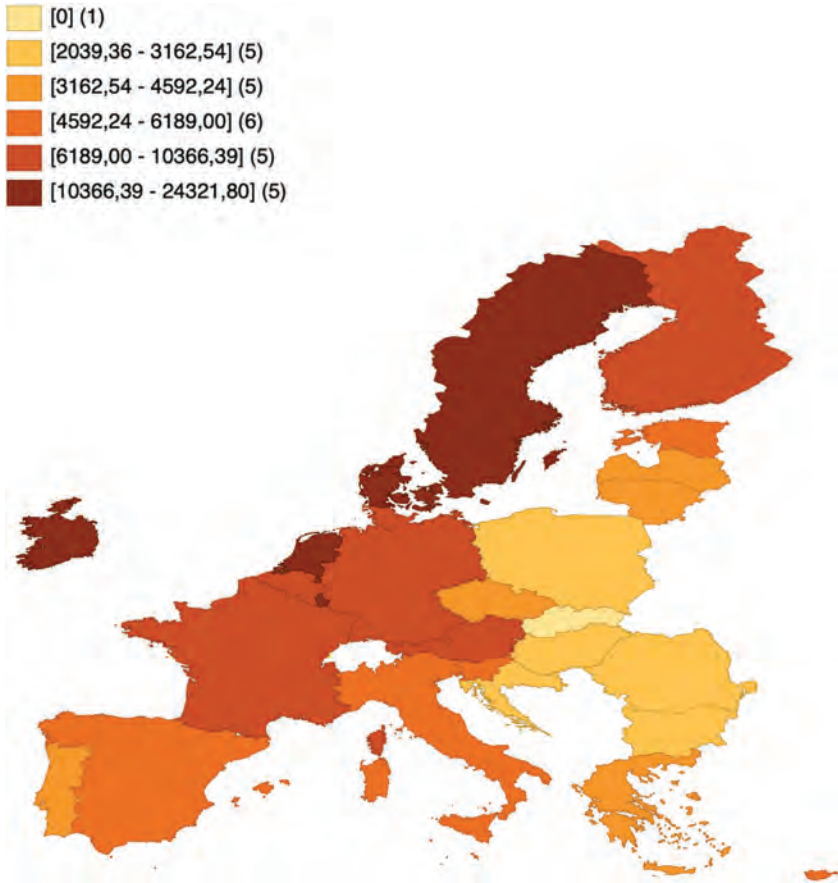 [0] (1)
[2039,36 - 3162,54] (5)
[3162,54 - 4592,24] (5)
[4592,24 - 6189,00] (6)
[6189,00 - 10366,39] (5)
[10366,39 - 24321,80] (5)